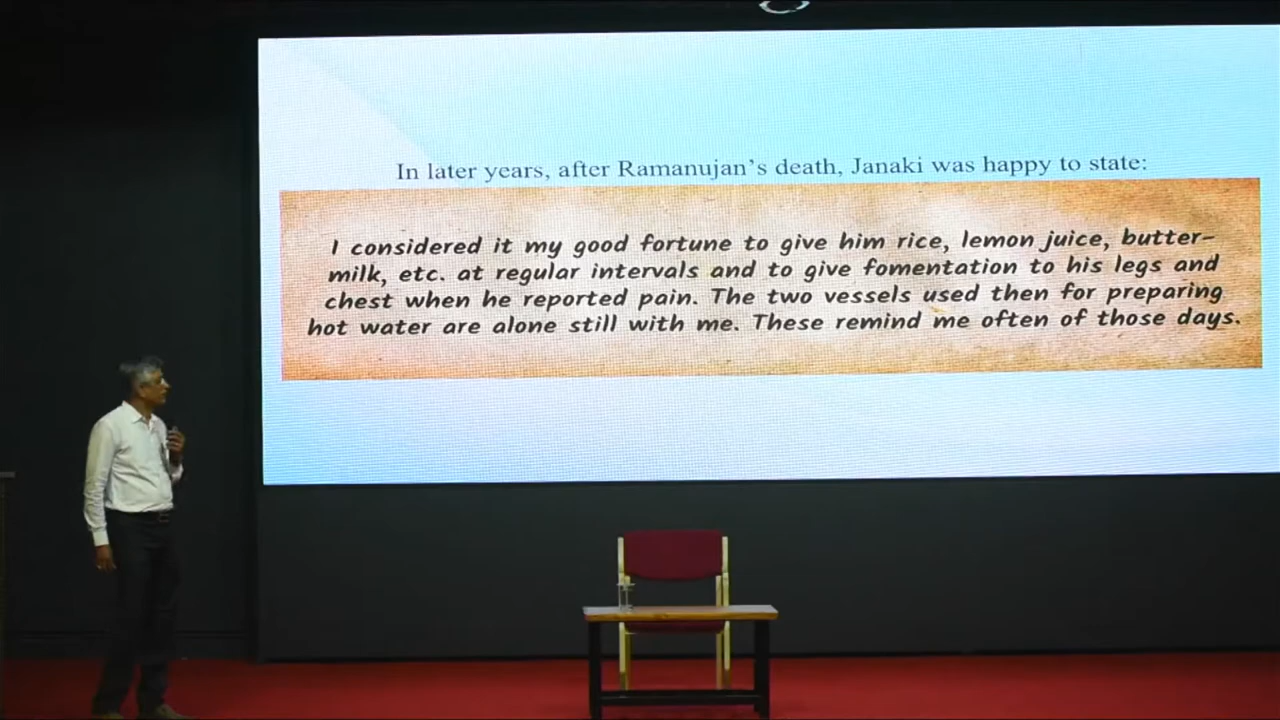 In later years, after Ramanujan's death, Janaki was happy to state:
I considered it my good fortune to give him rice, lemon juice, butter-
milk, etc. at regular intervals and to give fomentation to his legs and
chest when he reported pain. The two vessels used then for preparing
hot water are alone still with me. These remind me often of those days.